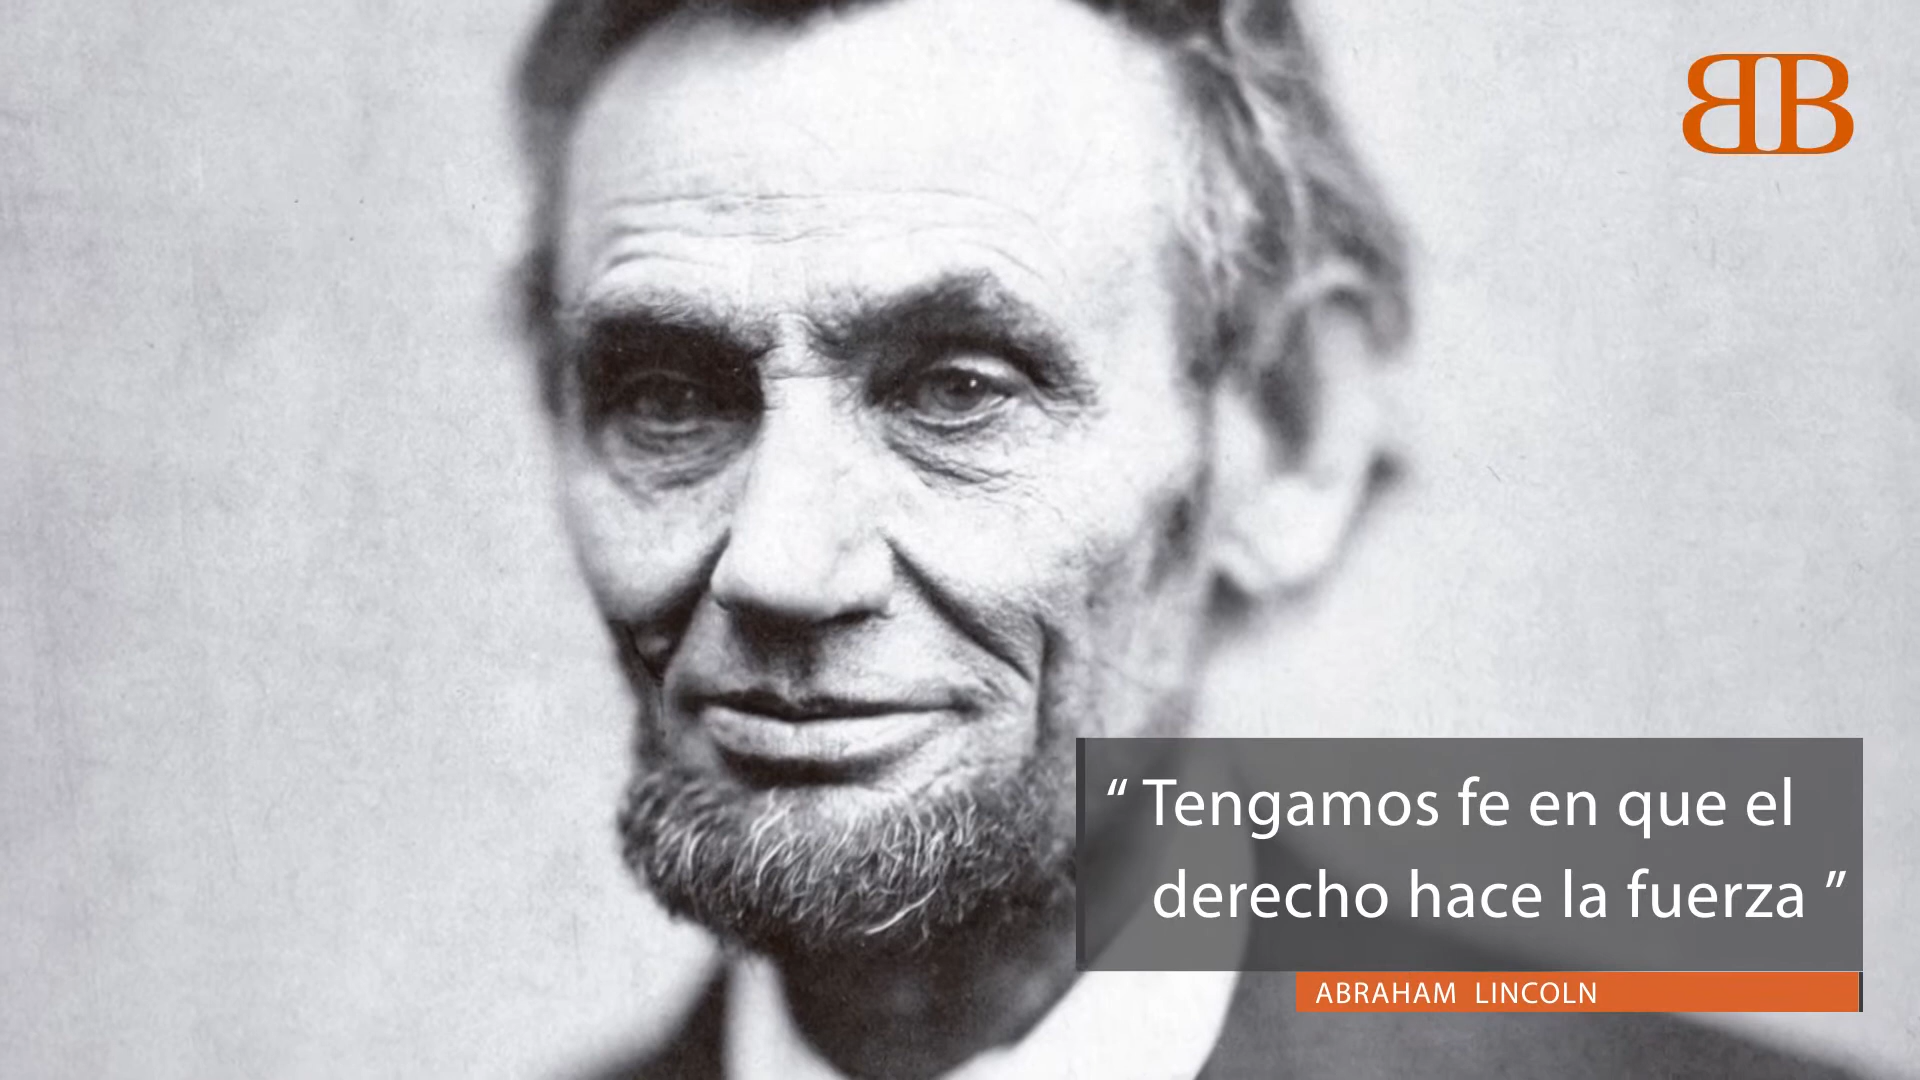 BB
“ Tengamos fe en que el
derecho hace la fuerza ”
ABRAHAM LINCOLN